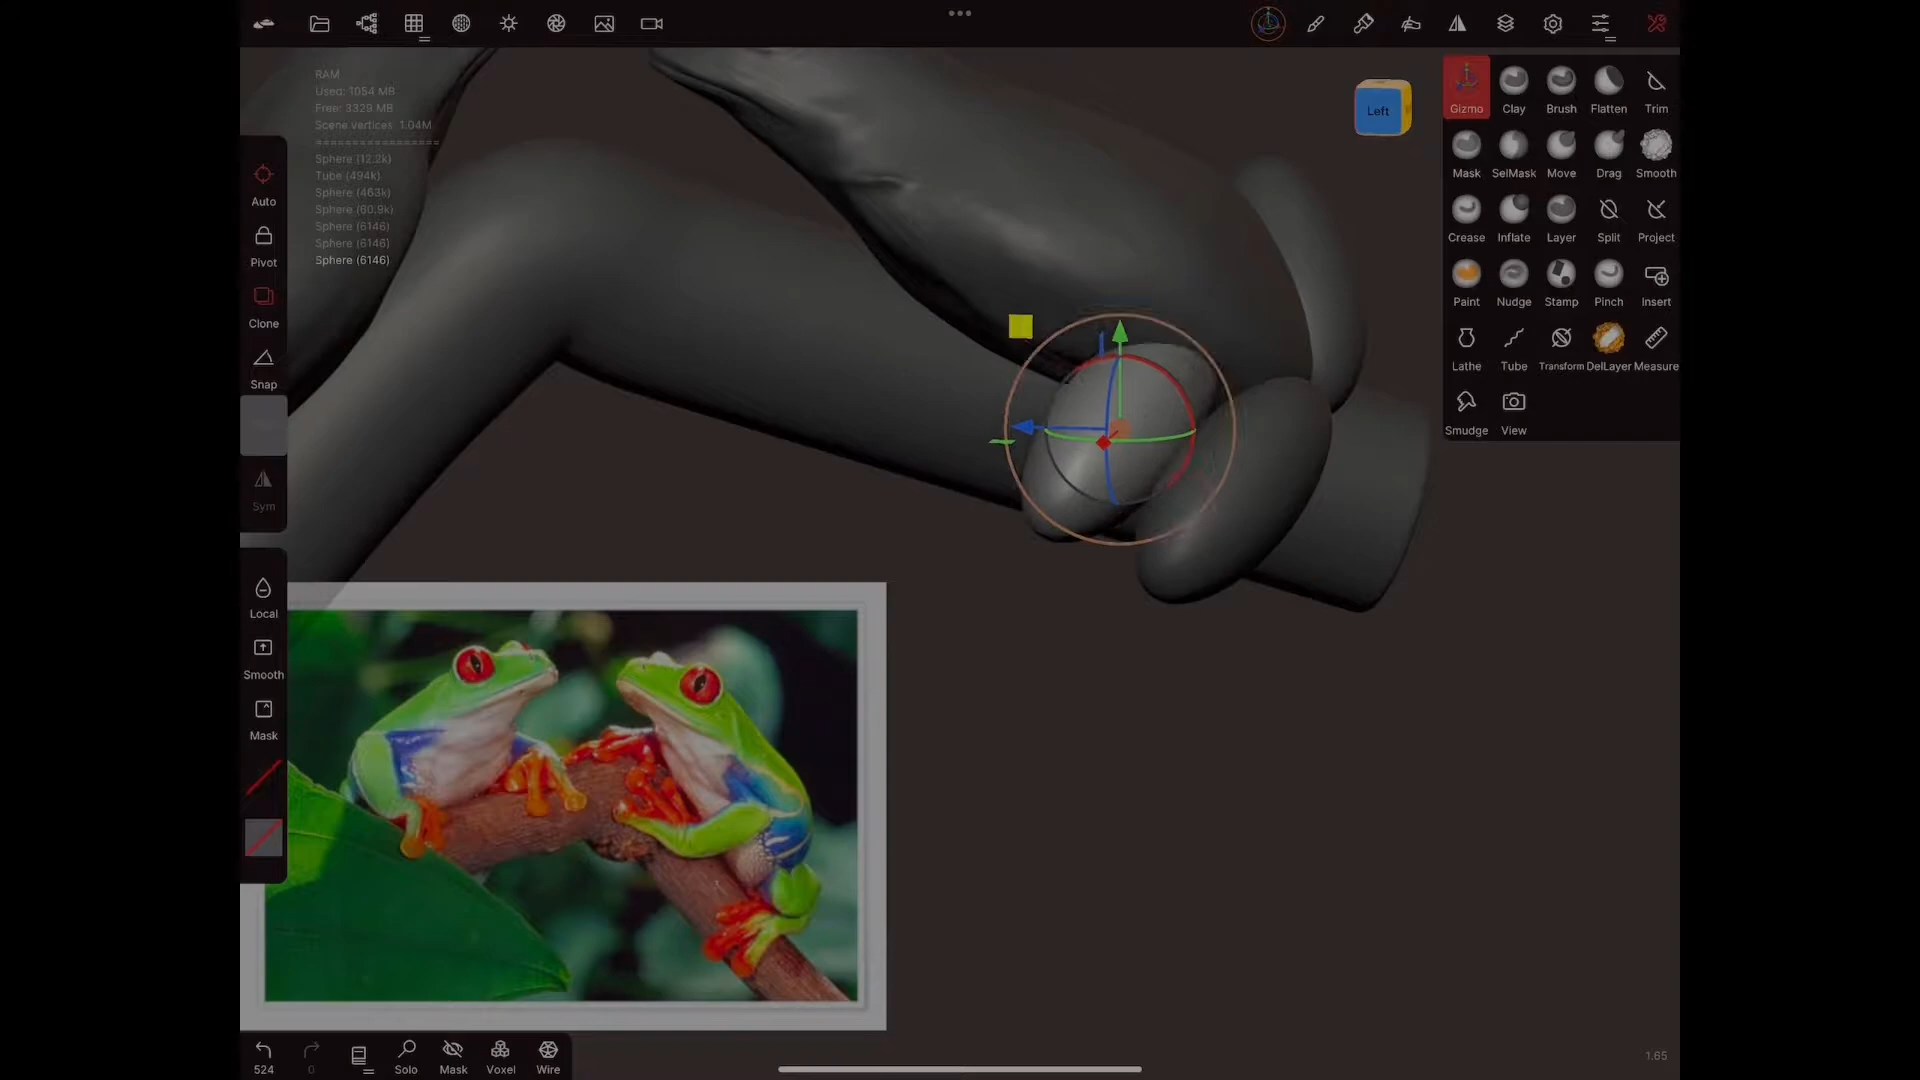 RAM
Used: 1054 MB
Free: 3329 MB
Scene vertices: 1.04M
=================
Sphere (12.2k)
Tube (494k)
Sphere (463k)
Sphere (60.9k)
Sphere (6146)
Sphere (6146)
Sphere (6146)
Auto
Pivot
Clone
Snap
Sym
Local
Smooth
Mask
Left
Gizmo Clay Brush Flatten Trim
Mask SelMask Move Drag Smooth
Crease Inflate Layer Split Project
Paint Nudge Stamp Pinch Insert
Lathe Tube Transform DelLayer Measure
Smudge View
524 0 Solo Mask Voxel Wire
1.65